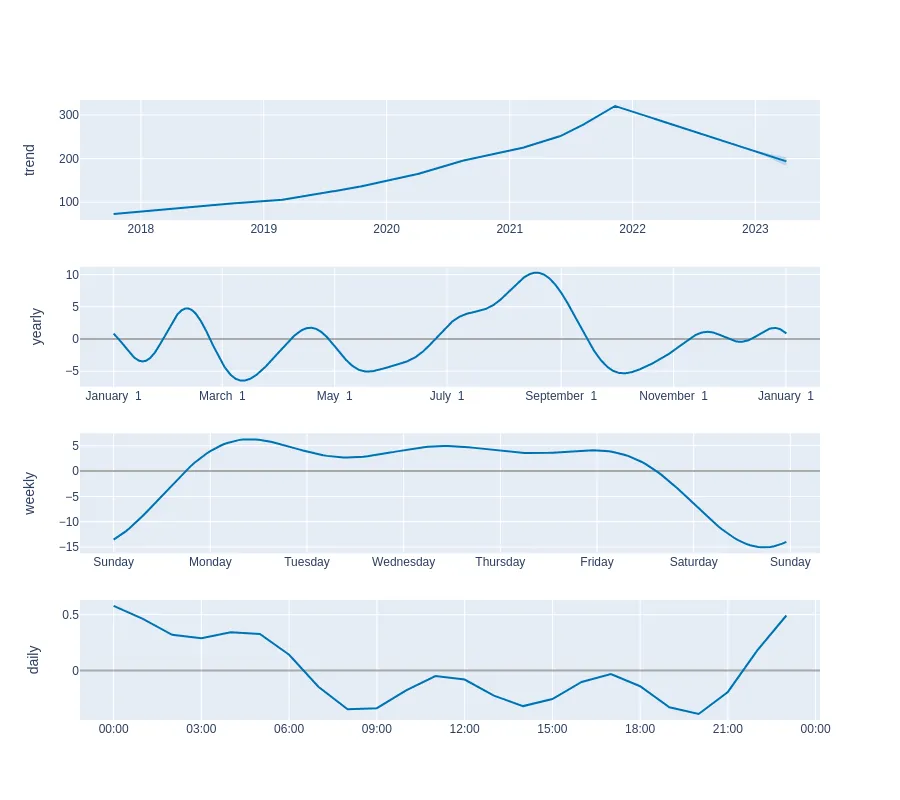 trend
300
200
100
2018 2019 2020 2021 2022 2023
yearly
10
5
0
−5
January 1 March 1 May 1 July 1 September 1 November 1 January 1
weekly
5
0
−5
−10
−15
Sunday Monday Tuesday Wednesday Thursday Friday Saturday Sunday
daily
0.5
0
00:00 03:00 06:00 09:00 12:00 15:00 18:00 21:00 00:00